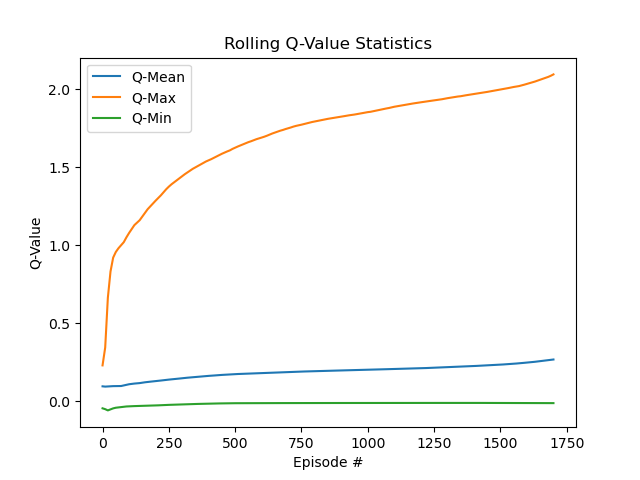 Rolling Q-Value Statistics
Q-Mean
Q-Max
Q-Min
2.0
1.5
1.0
0.5
0.0
Q-Value
0 250 500 750 1000 1250 1500 1750
Episode #